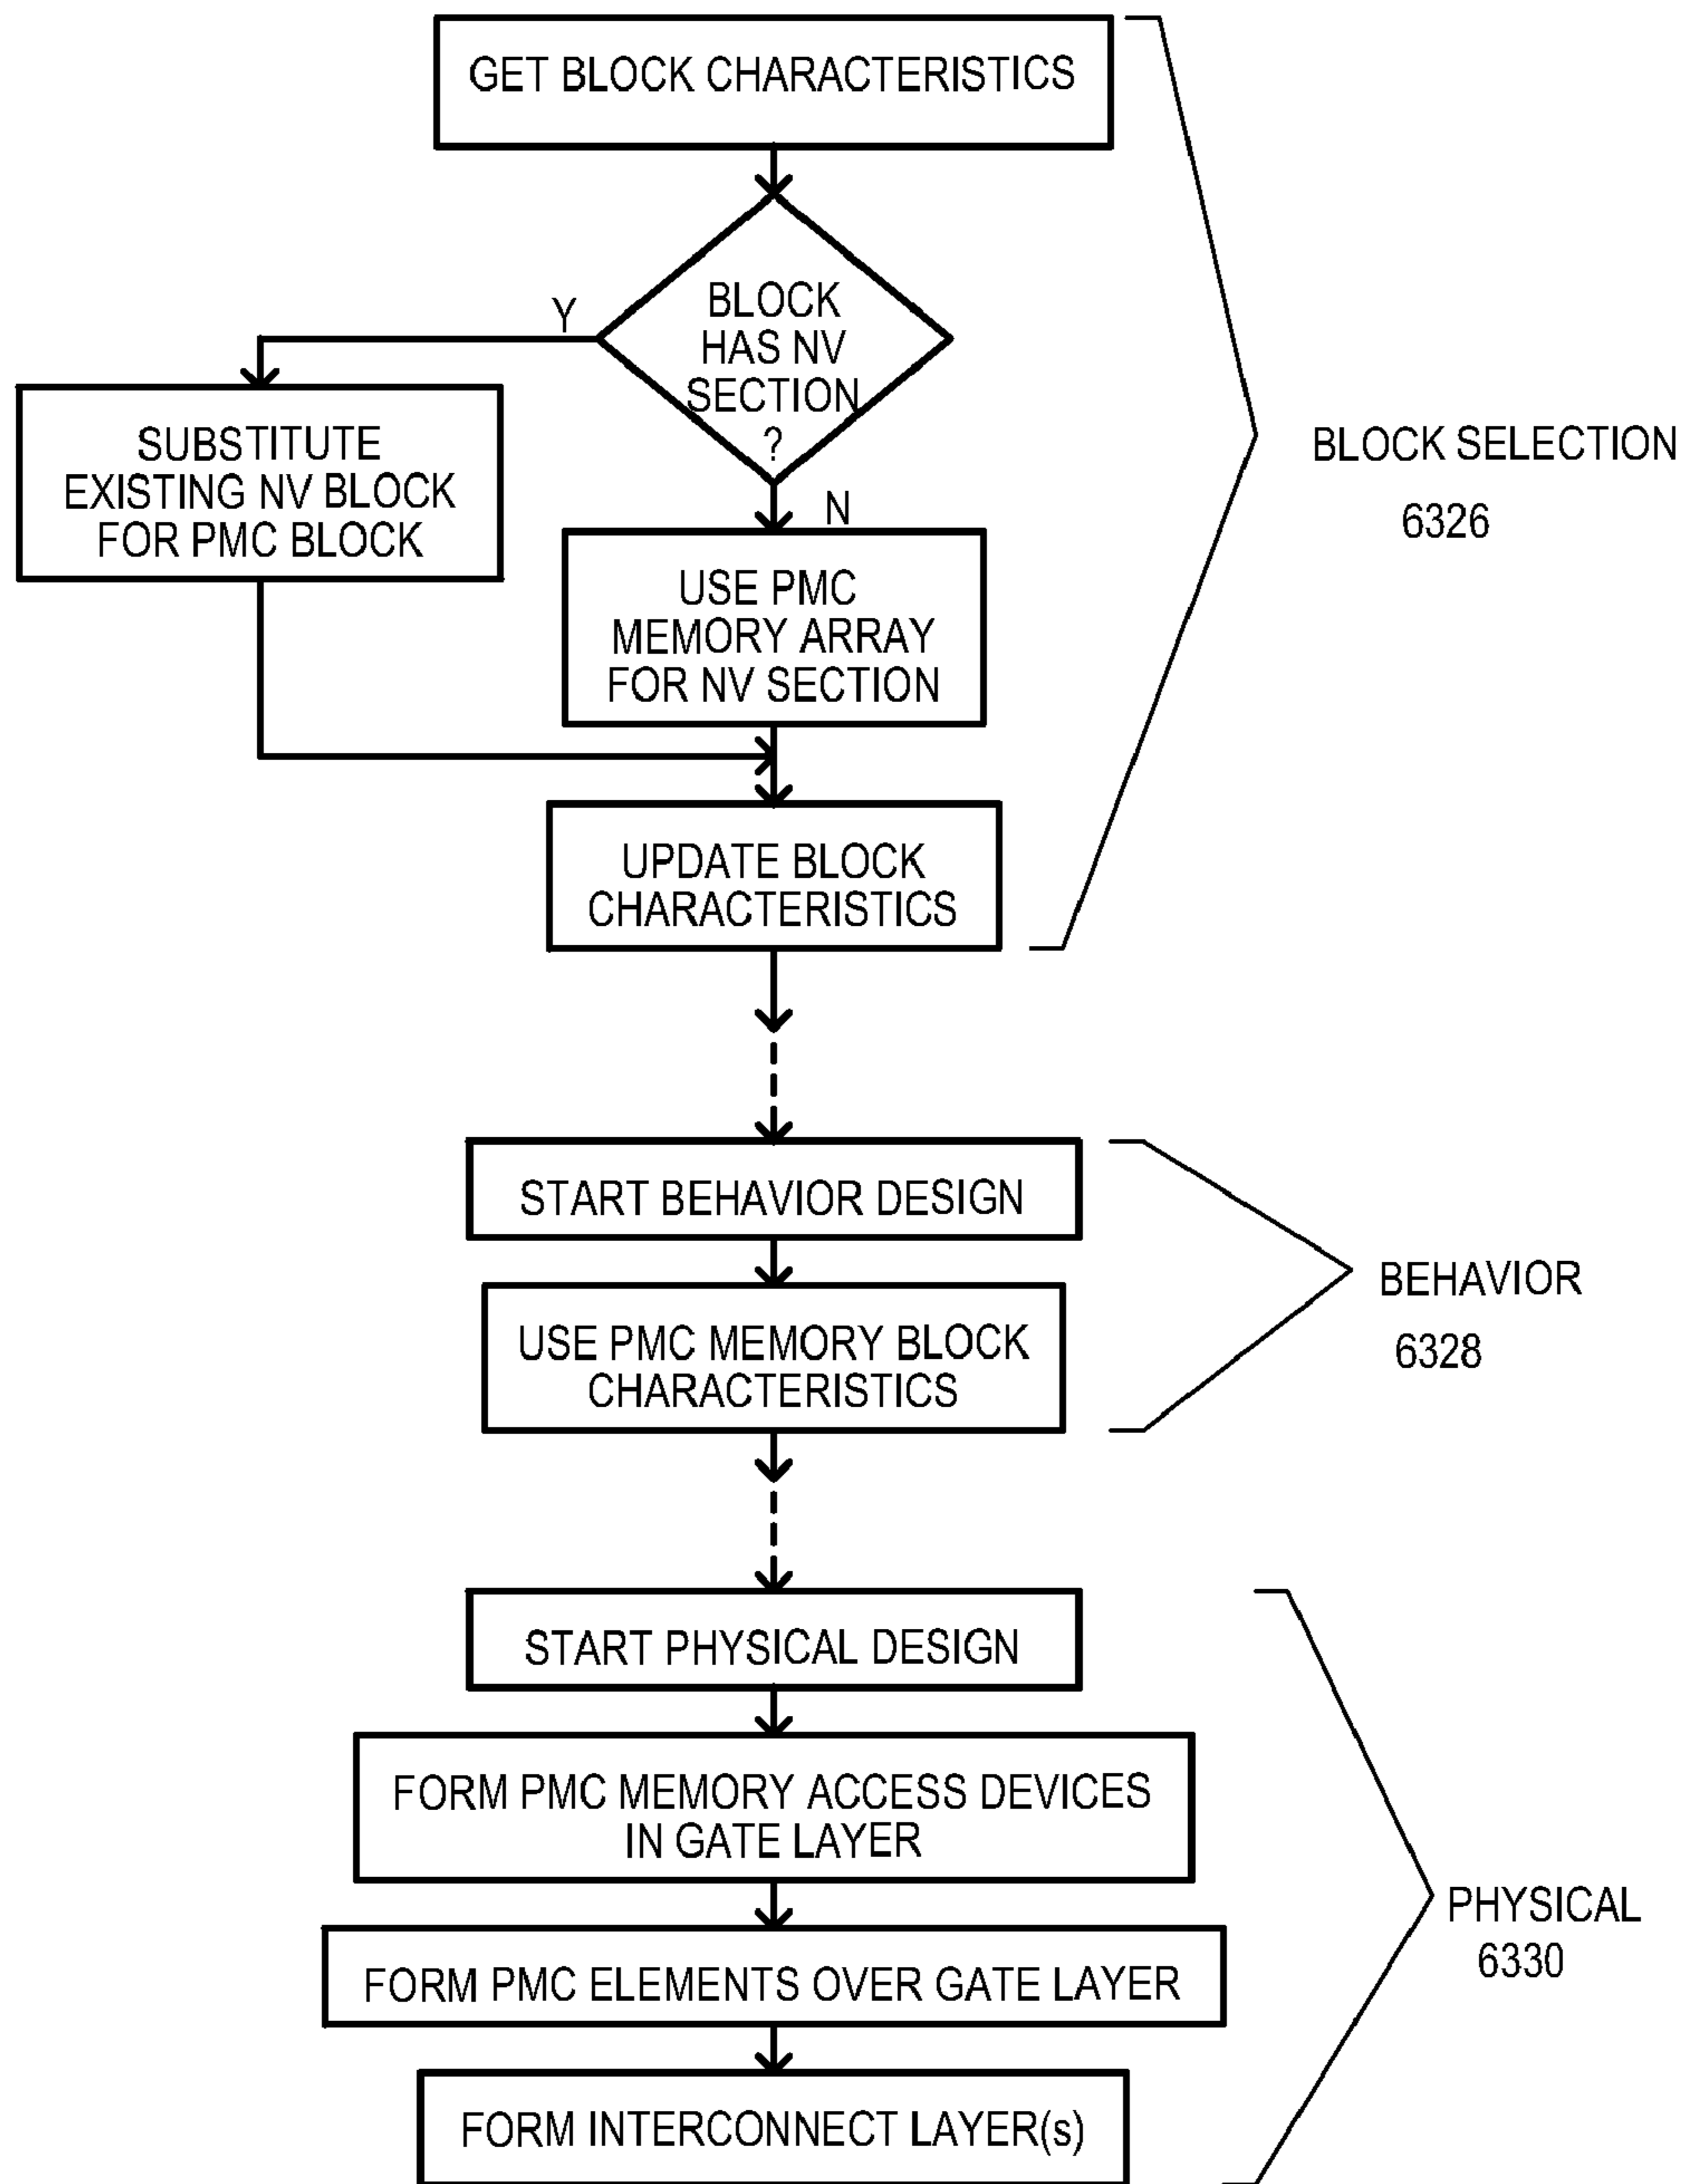 GET BLOCK CHARACTERISTICS
BLOCK
HAS NV
SECTION
?
Y
N
SUBSTITUTE
EXISTING NV BLOCK
FOR PMC BLOCK
USE PMC
MEMORY ARRAY
FOR NV SECTION
UPDATE BLOCK
CHARACTERISTICS
BLOCK SELECTION
6326
START BEHAVIOR DESIGN
USE PMC MEMORY BLOCK
CHARACTERISTICS
BEHAVIOR
6328
START PHYSICAL DESIGN
FORM PMC MEMORY ACCESS DEVICES
IN GATE LAYER
FORM PMC ELEMENTS OVER GATE LAYER
FORM INTERCONNECT LAYER(s)
PHYSICAL
6330